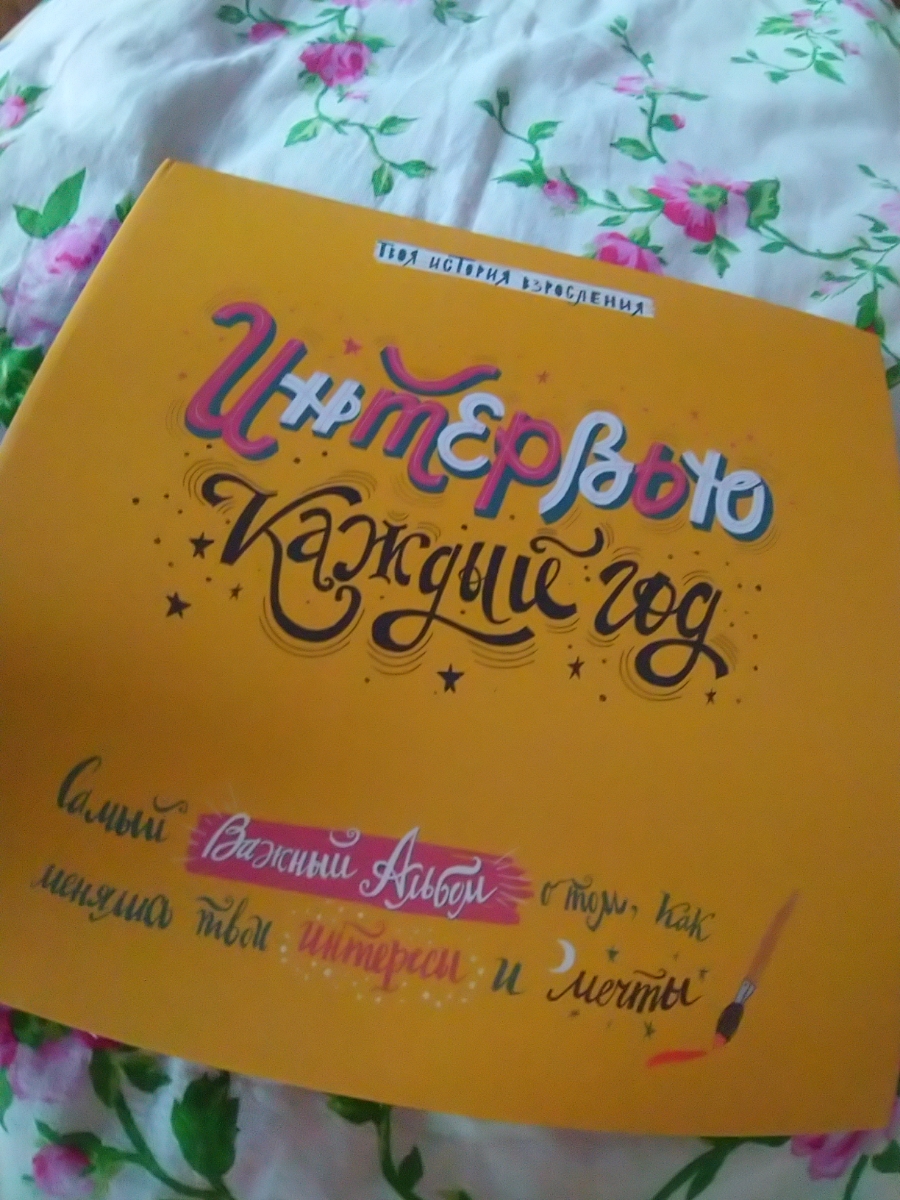 ТВОЯ ИСТОРИЯ ВЗРОСЛЕНИЯ
Интервью
Каждый год
Самый Важный Альбом о том, как
менялись твои интересы и мечты